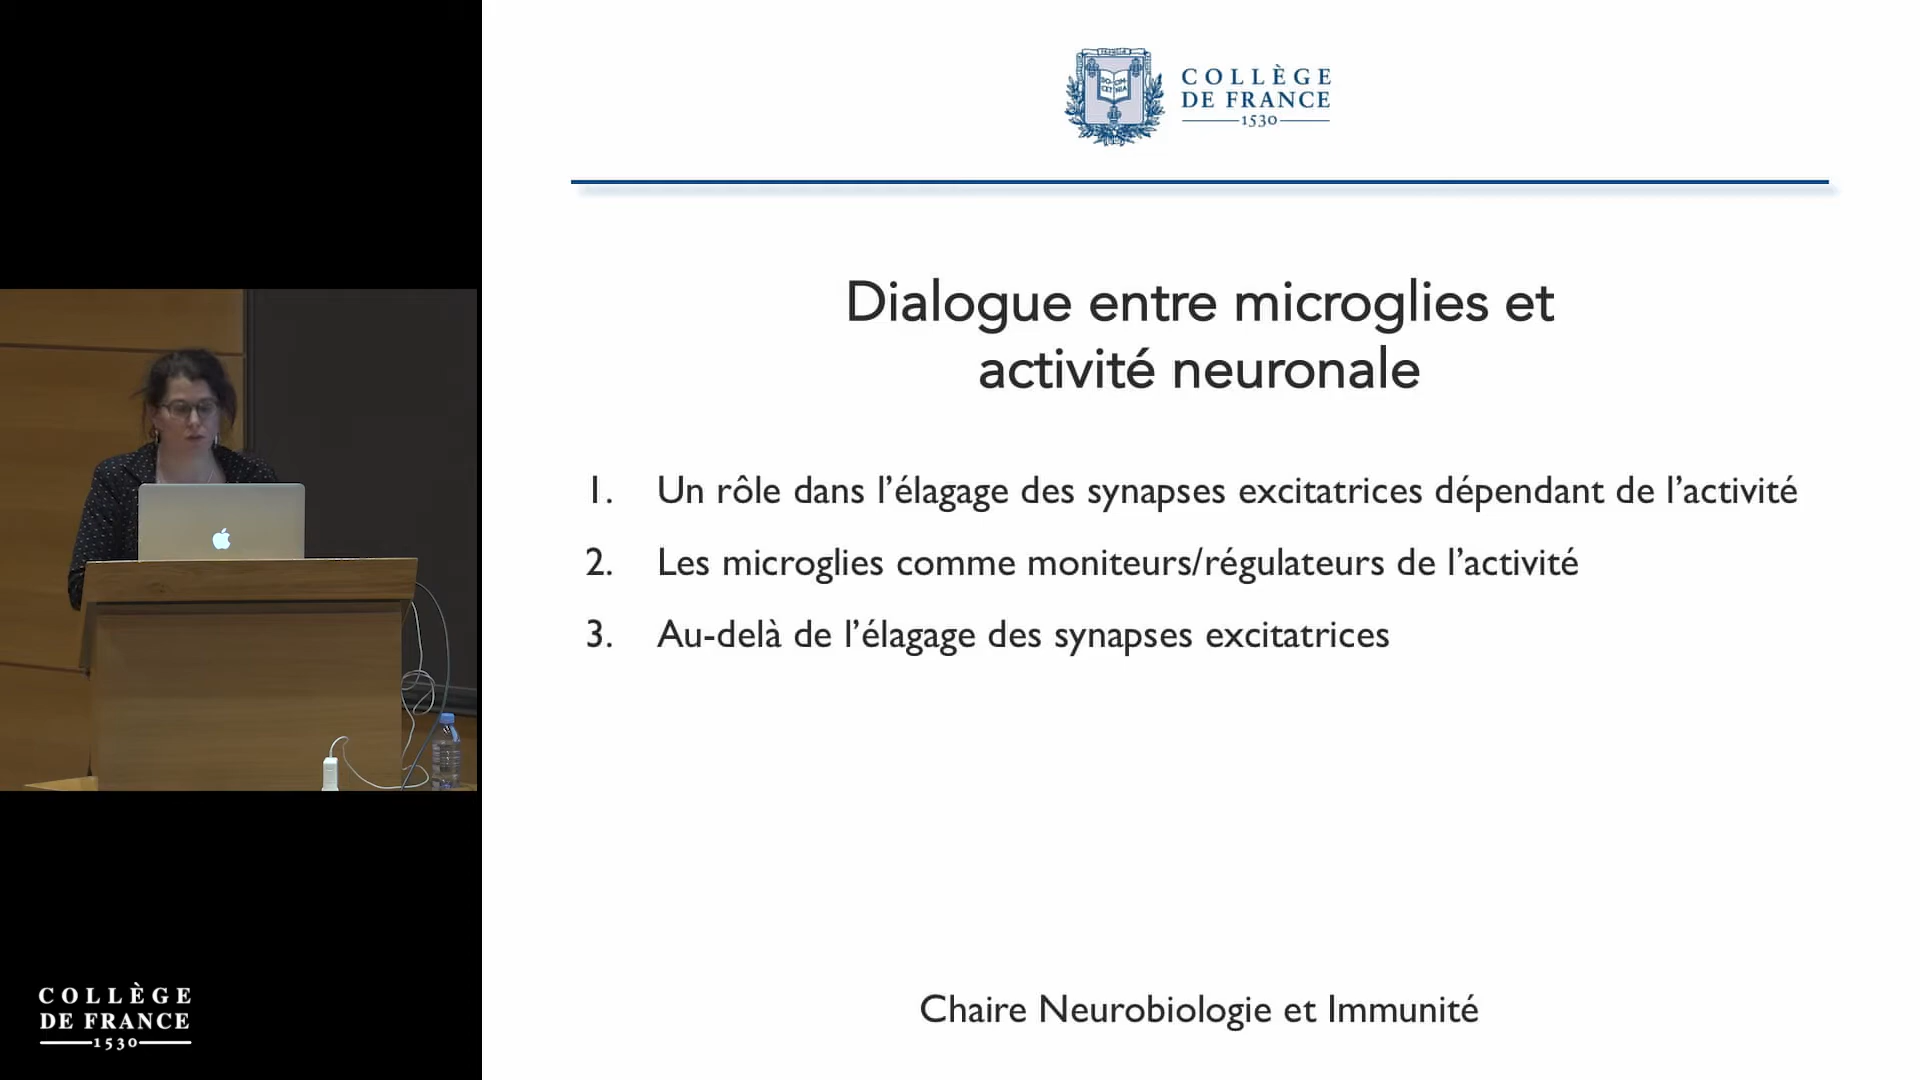 COLLÈGE
DE FRANCE
1530
Dialogue entre microglies et
activité neuronale
1. Un rôle dans l’élagage des synapses excitatrices dépendant de l’activité
2. Les microglies comme moniteurs/régulateurs de l’activité
3. Au-delà de l’élagage des synapses excitatrices
Chaire Neurobiologie et Immunité
COLLÈGE
DE FRANCE
1530